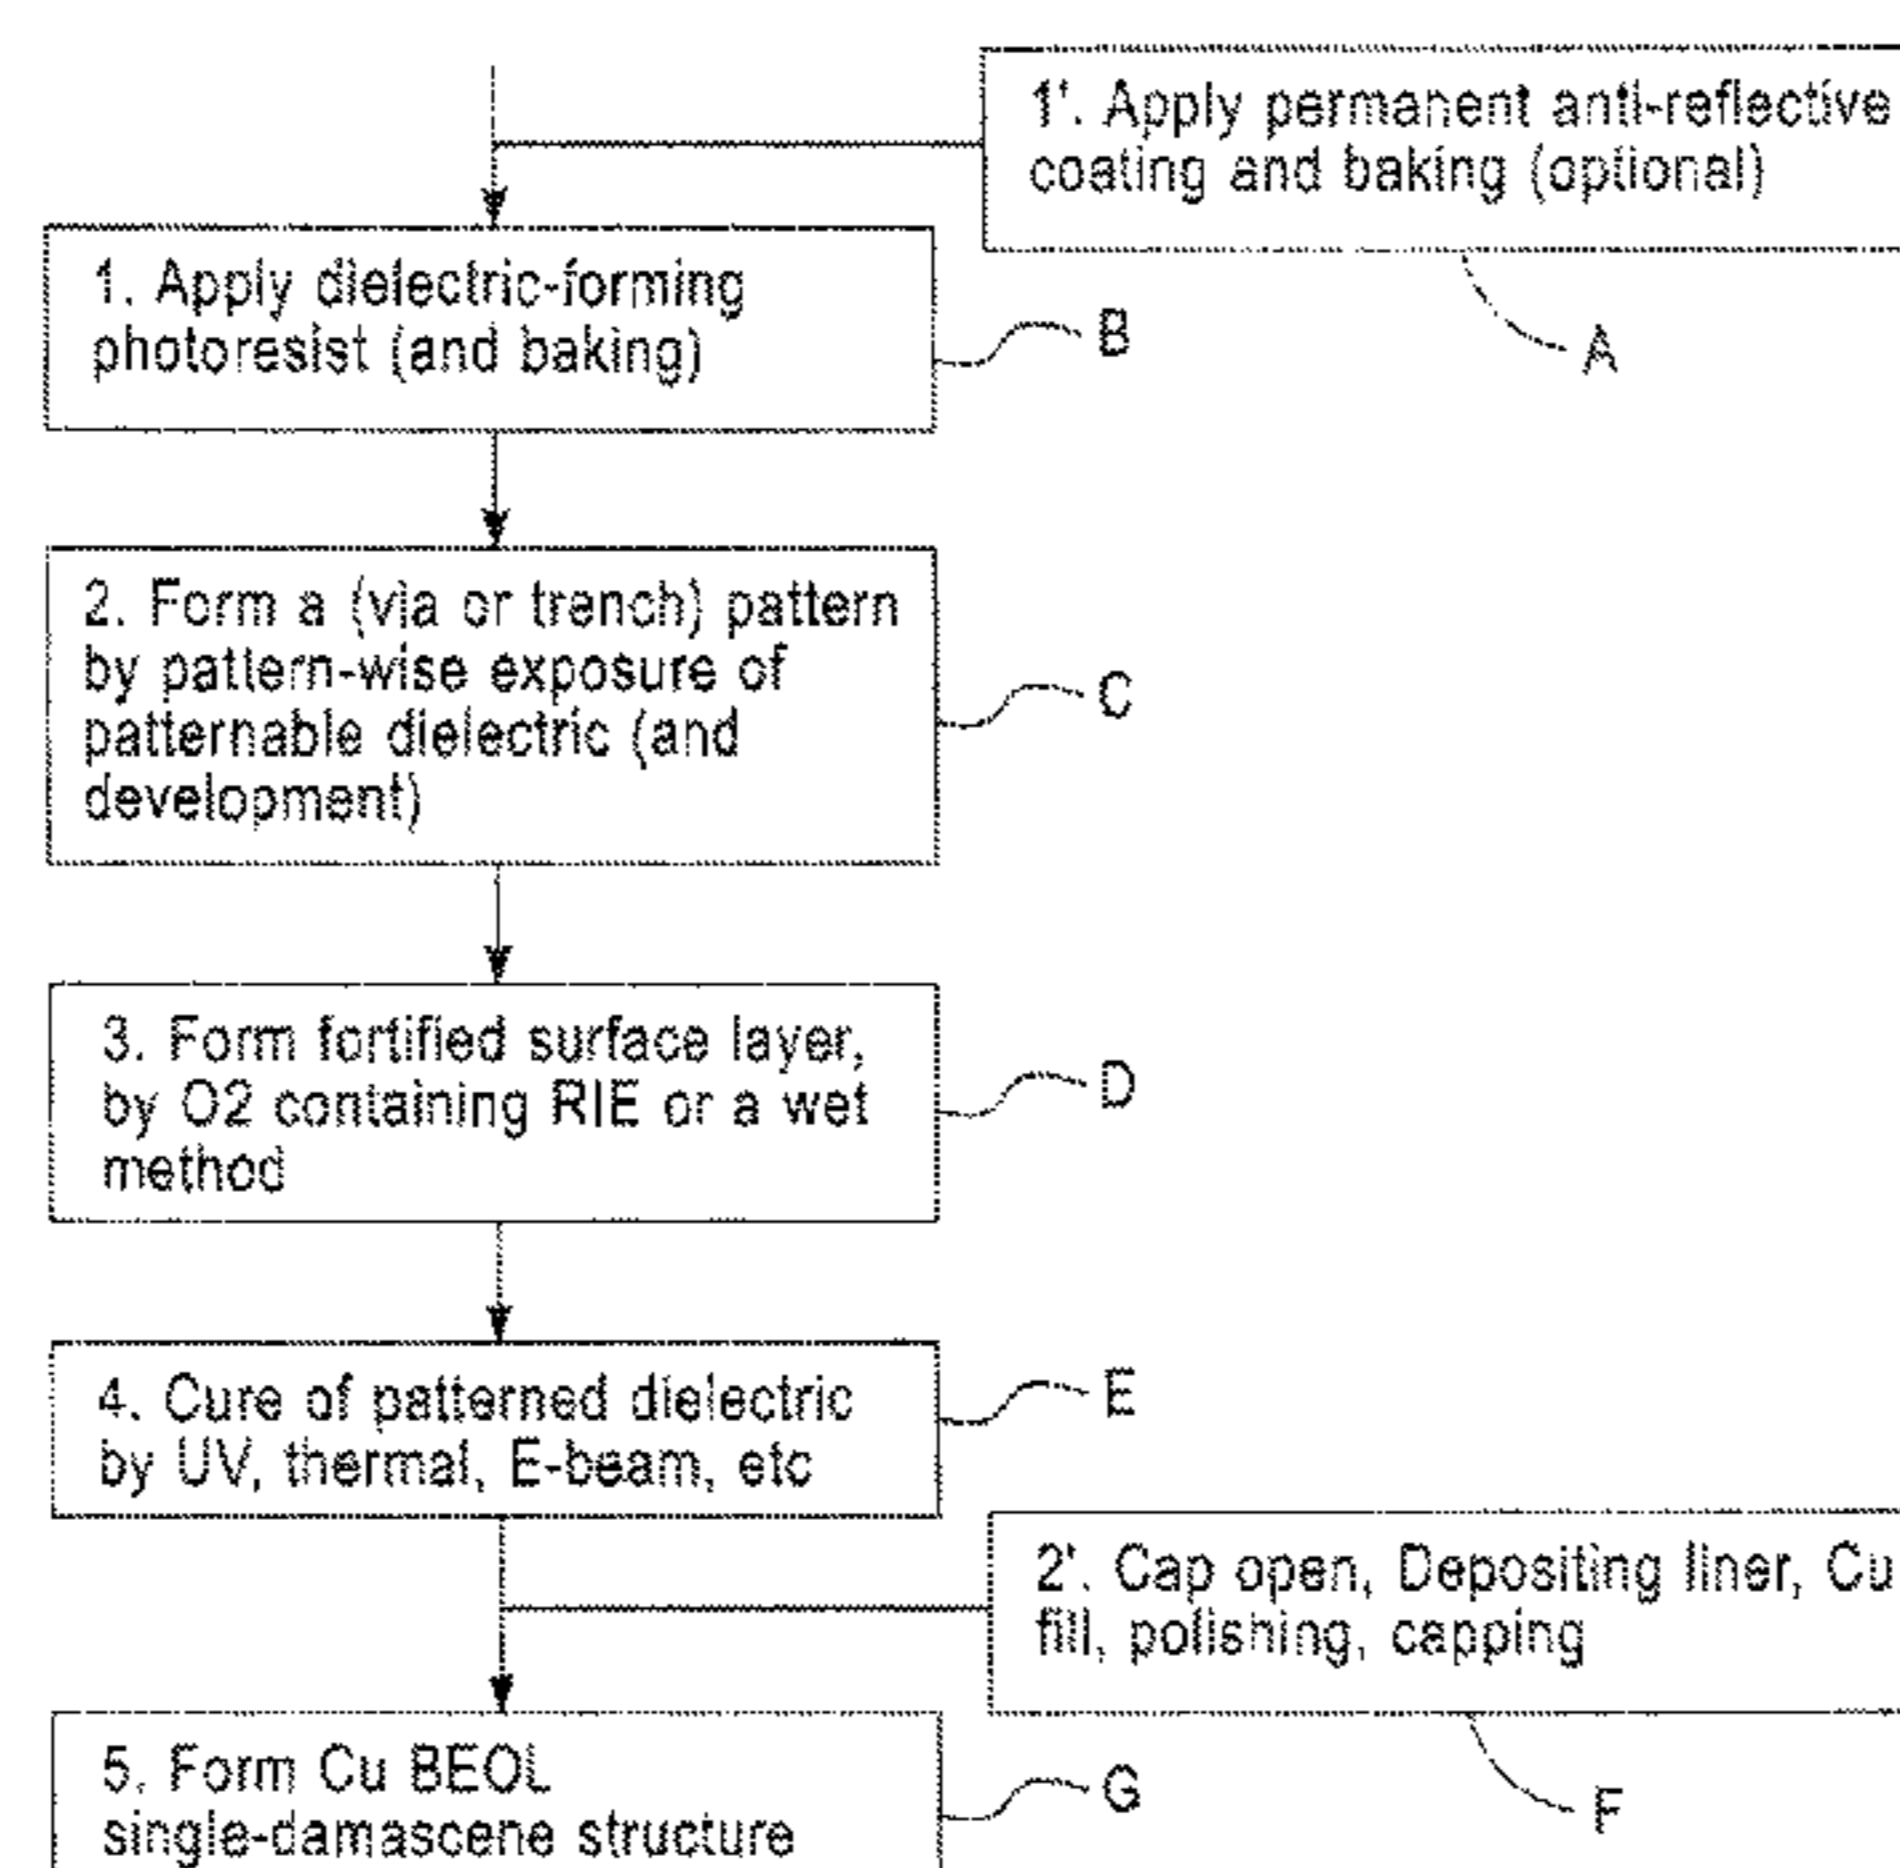 1'. Apply permanent anti-reflective
coating and baking (optional)
A
1. Apply dielectric-forming
photoresist (and baking)
B
2. Form a (via or trench) pattern
by pattern-wise exposure of
patternable dielectric (and
development)
C
3. Form fortified surface layer,
by O2 containing RIE or a wet
method
D
4. Cure of patterned dielectric
by UV, thermal, E-beam, etc
E
2'. Cap open, Depositing liner, Cu
fill, polishing, capping
F
5. Form Cu BEOL
single-damascene structure
G